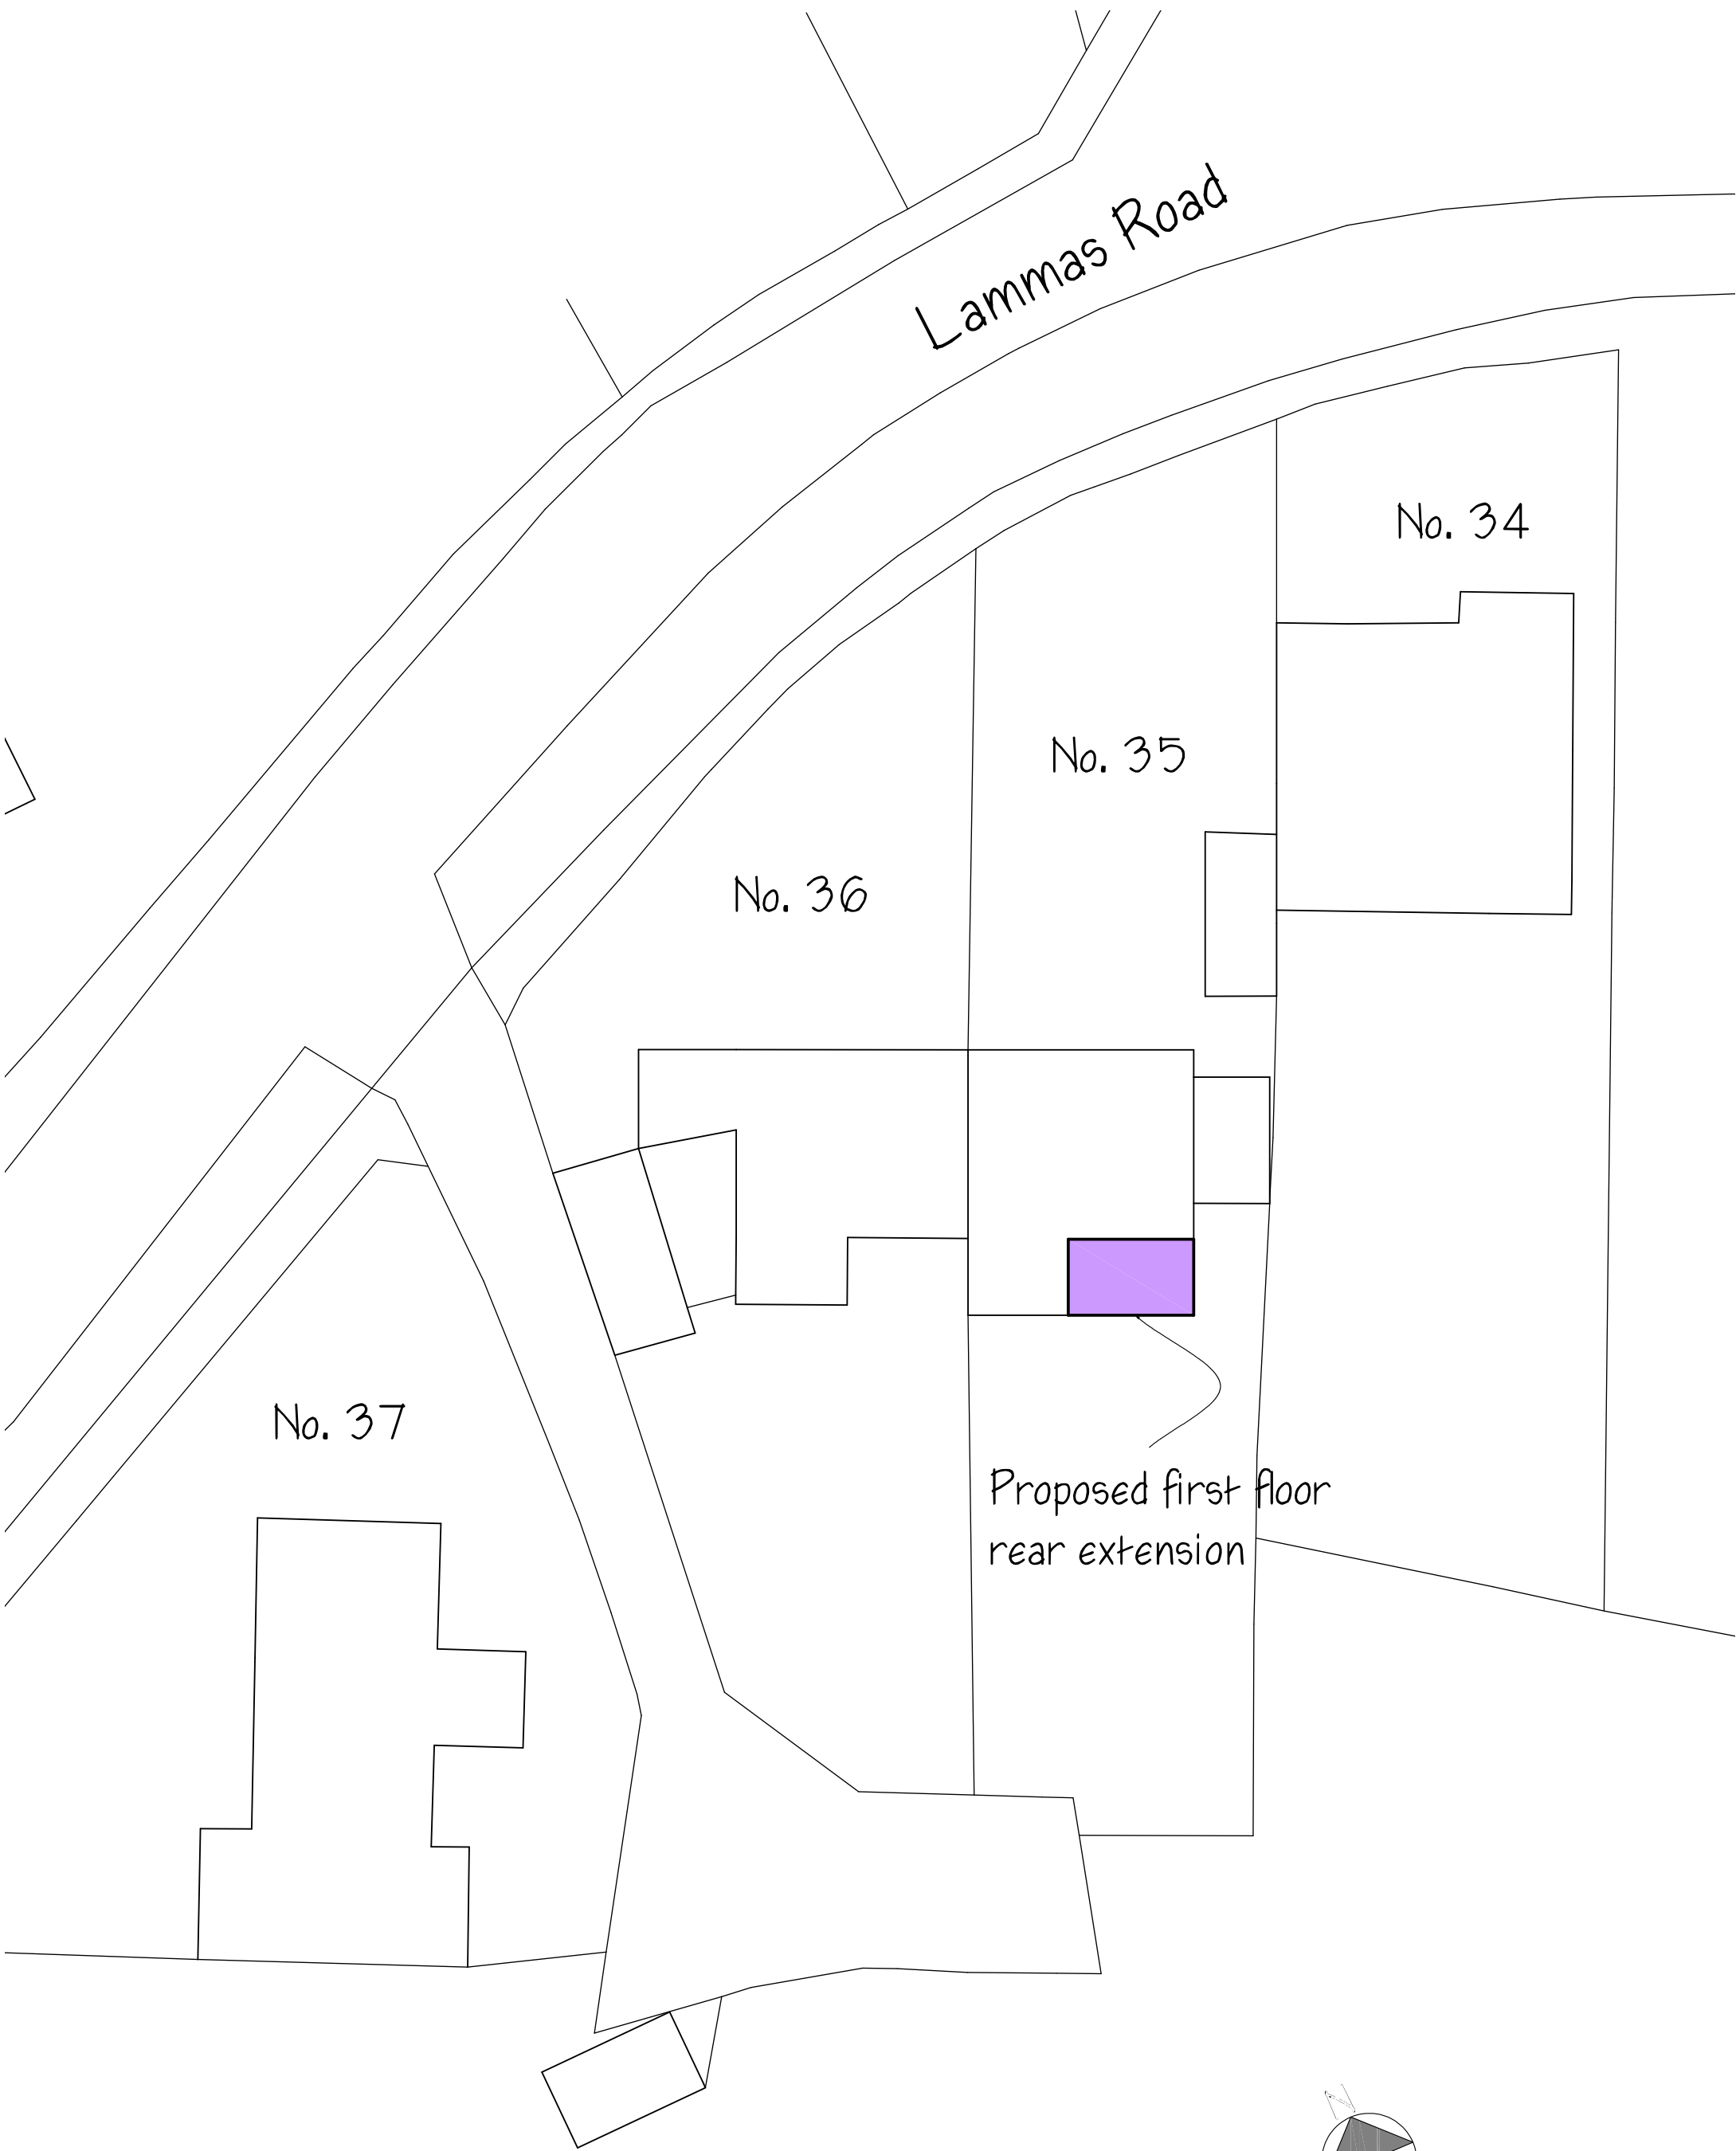 Lammas Road
No. 34
No. 35
No. 36
No. 37
Proposed first floor
rear extension
N